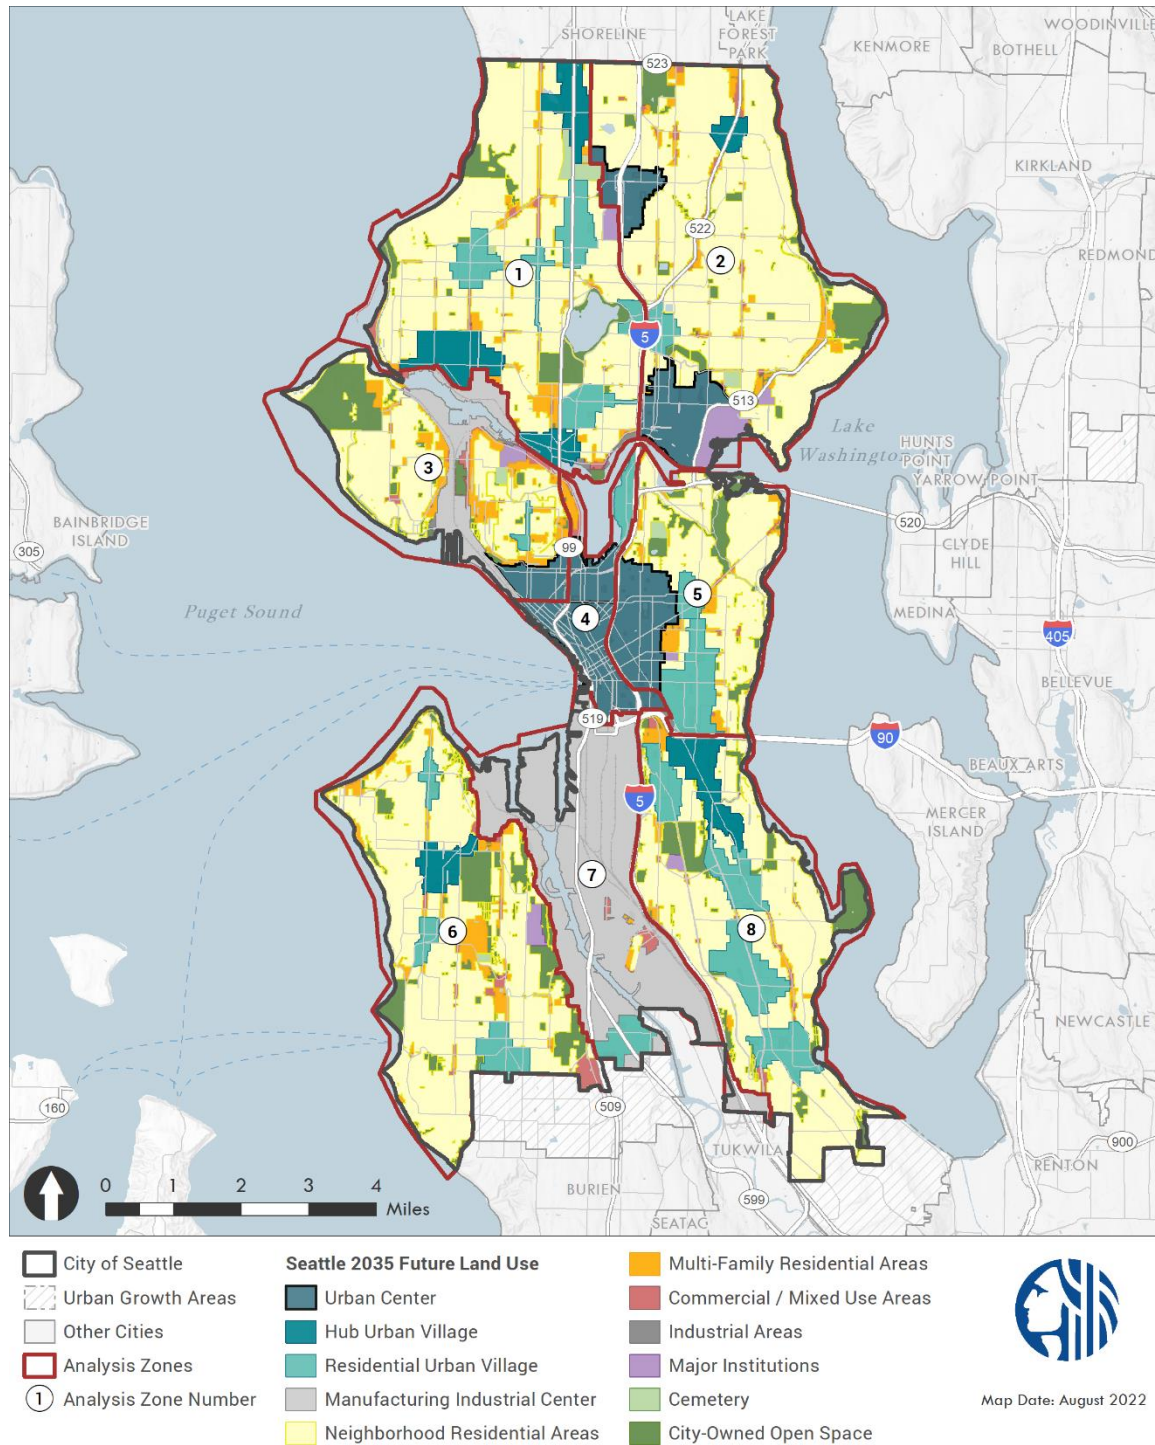 SHORELINE
LAKE
FOREST
PARK
KENMORE
BOTHELL
WOODINVILLE
523
KIRKLAND
522
REDMOND
1
2
5
513
Lake
Washington
HUNTS
POINT
YARROW POINT
3
520
BAINBRIDGE
ISLAND
305
99
CLYDE
HILL
5
MEDINA
Puget Sound
4
405
BELLEVUE
519
90
BEAUX ARTS
5
MERCER
ISLAND
7
6
8
NEWCASTLE
160
509
TUKWILA
900
RENTON
BURIEN
599
SEATAC
0 1 2 3 4
Miles
City of Seattle
Urban Growth Areas
Other Cities
Analysis Zones
1 Analysis Zone Number
Seattle 2035 Future Land Use
Urban Center
Hub Urban Village
Residential Urban Village
Manufacturing Industrial Center
Neighborhood Residential Areas
Multi-Family Residential Areas
Commercial / Mixed Use Areas
Industrial Areas
Major Institutions
Cemetery
City-Owned Open Space
Map Date: August 2022